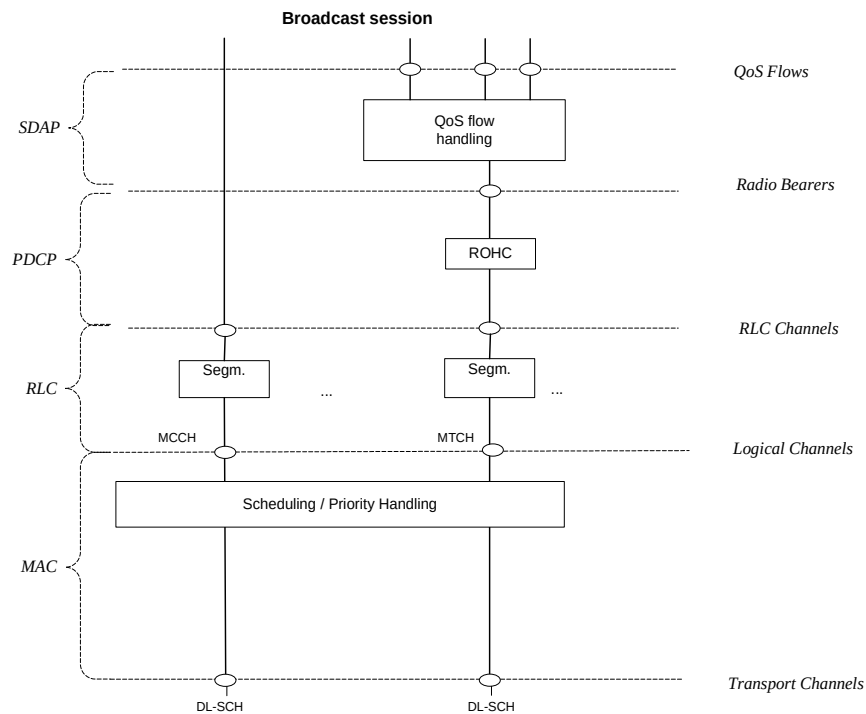 Broadcast session
QoS Flows
QoS flow
handling
SDAP
Radio Bearers
ROHC
PDCP
RLC Channels
Segm.
Segm.
...
...
RLC
MCCH
MTCH
Logical Channels
Scheduling / Priority Handling
MAC
Transport Channels
DL-SCH
DL-SCH